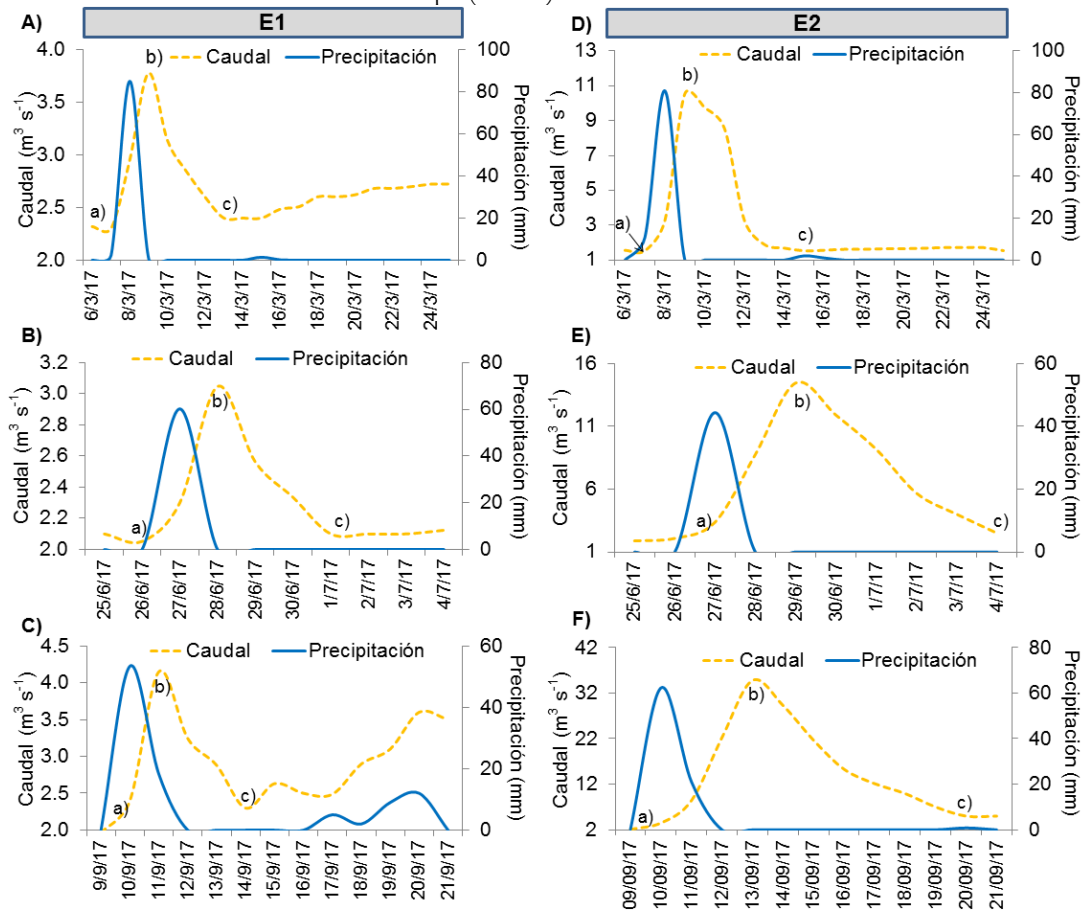 E1
A)
Caudal (m³ s⁻¹)
4.0
3.5
3.0
2.5
2.0
b)
Caudal
Precipitación
a)
c)
100
80
60
40
20
0
Precipitación (mm)
6/3/17
8/3/17
10/3/17
12/3/17
14/3/17
16/3/17
18/3/17
20/3/17
22/3/17
24/3/17
B)
Caudal (m³ s⁻¹)
3.2
3.0
2.8
2.6
2.4
2.2
2.0
Caudal
Precipitación
b)
a)
c)
80
60
40
20
0
Precipitación (mm)
25/6/17
26/6/17
27/6/17
28/6/17
29/6/17
30/6/17
1/7/17
2/7/17
3/7/17
4/7/17
C)
Caudal (m³ s⁻¹)
4.5
4.0
3.5
3.0
2.5
2.0
Caudal
Precipitación
b)
a)
c)
60
40
20
0
Precipitación (mm)
9/9/17
10/9/17
11/9/17
12/9/17
13/9/17
14/9/17
15/9/17
16/9/17
17/9/17
18/9/17
19/9/17
20/9/17
21/9/17
E2
D)
Caudal (m³ s⁻¹)
13
11
9
7
5
3
1
Caudal
Precipitación
b)
a)
c)
100
80
60
40
20
0
Precipitación (mm)
6/3/17
8/3/17
10/3/17
12/3/17
14/3/17
16/3/17
18/3/17
20/3/17
22/3/17
24/3/17
E)
Caudal (m³ s⁻¹)
16
11
6
1
Caudal
Precipitación
b)
a)
c)
60
40
20
0
Precipitación (mm)
25/6/17
26/6/17
27/6/17
28/6/17
29/6/17
30/6/17
1/7/17
2/7/17
3/7/17
4/7/17
F)
Caudal (m³ s⁻¹)
42
32
22
12
2
Caudal
Precipitación
b)
a)
c)
80
60
40
20
0
Precipitación (mm)
09/09/17
10/09/17
11/09/17
12/09/17
13/09/17
14/09/17
15/09/17
16/09/17
17/09/17
18/09/17
19/09/17
20/09/17
21/09/17